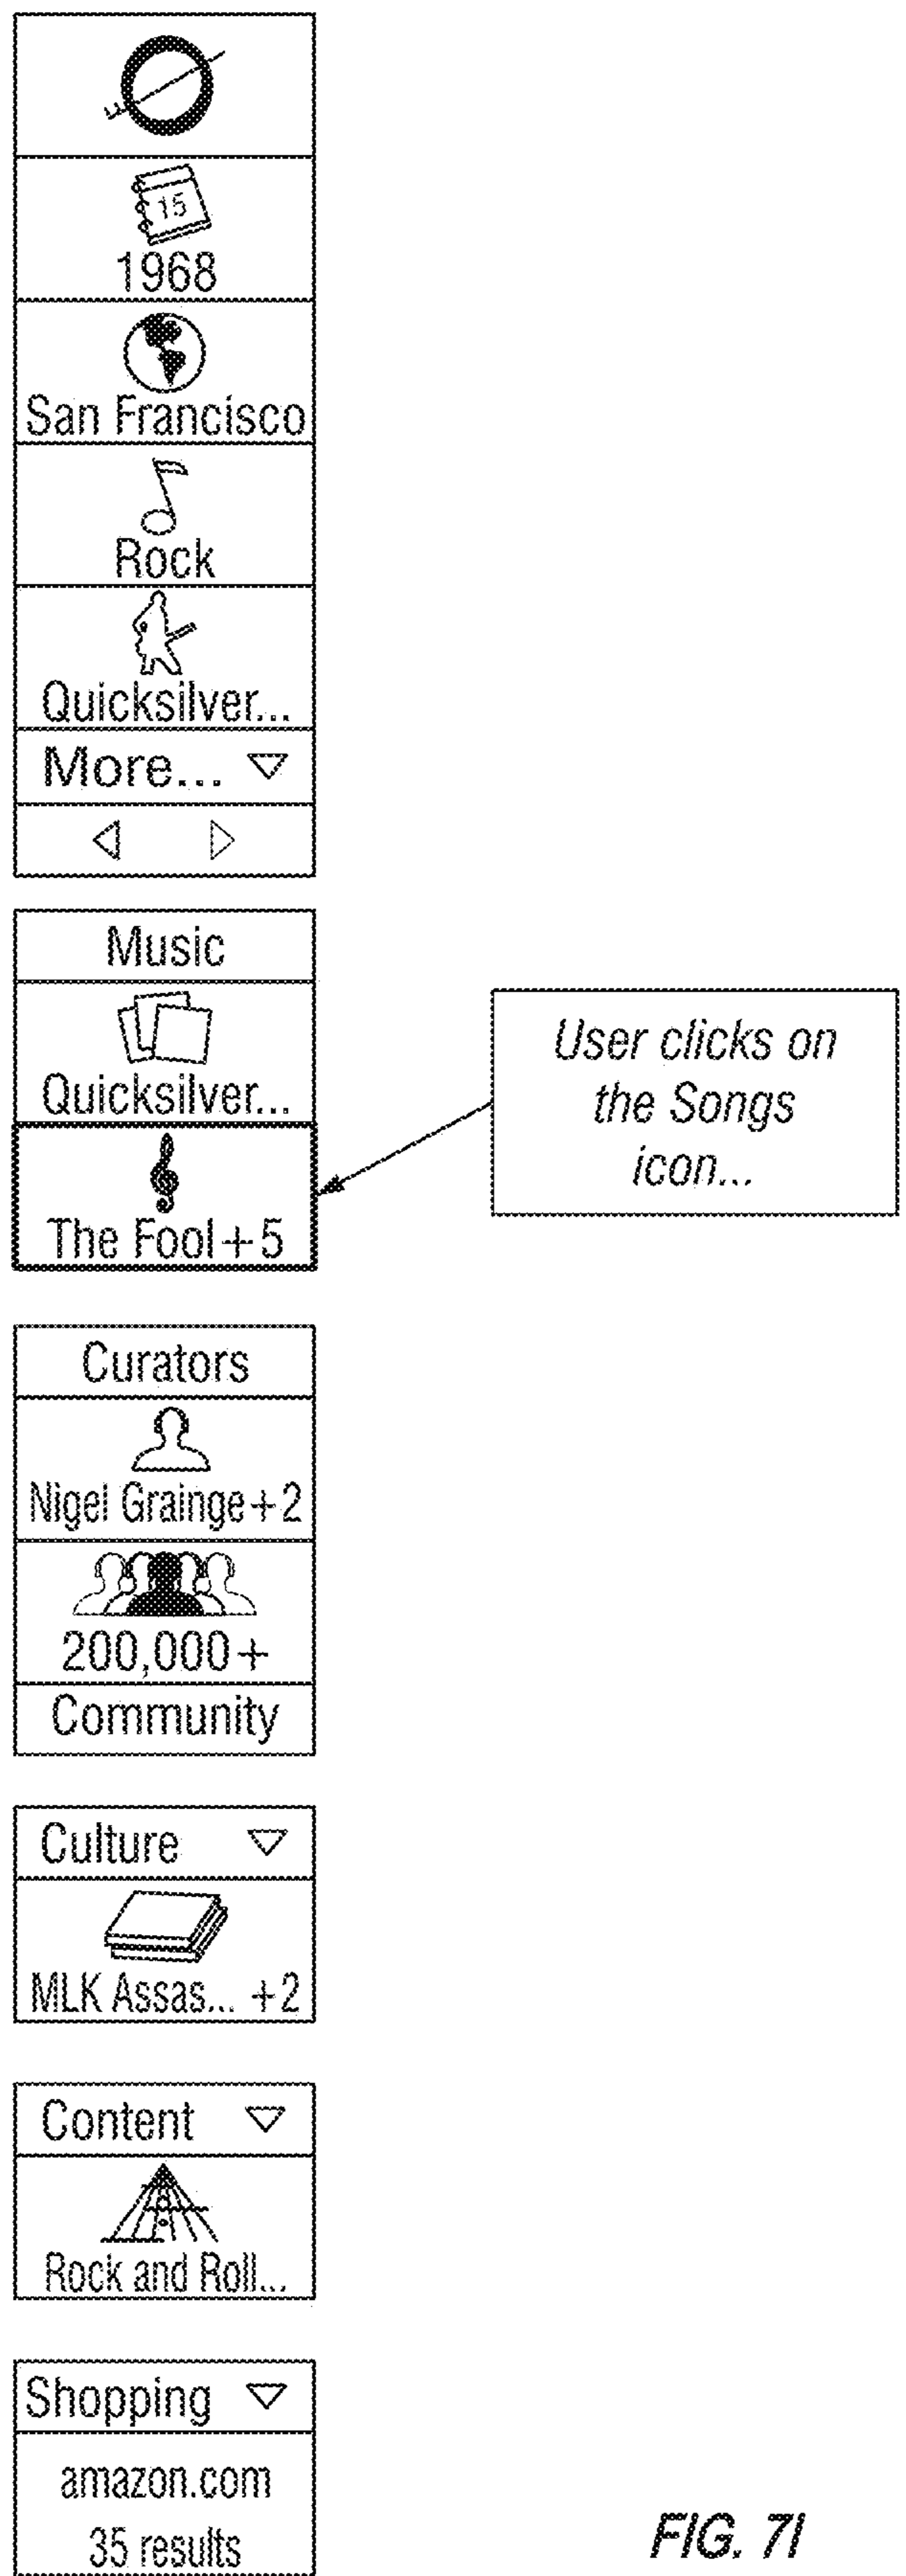 15
1968
San Francisco
Rock
Quicksilver...
More...
Music
Quicksilver...
The Fool+5
User clicks on
the Songs
icon...
Curators
Nigel Grainge+2
200,000+
Community
Culture
MLK Assas... +2
Content
Rock and Roll...
Shopping
amazon.com
35 results
FIG. 7I